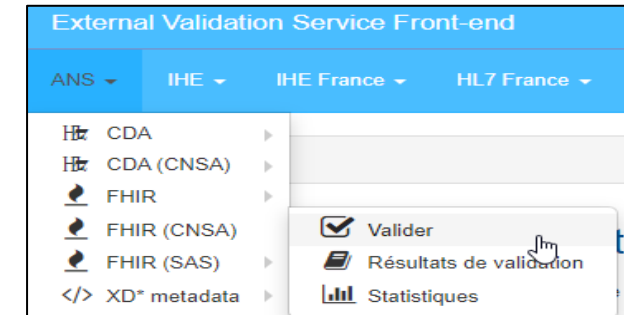 External Validation Service Front-end
ANS IHE IHE France HL7 France
CDA
CDA (CNSA)
FHIR
FHIR (CNSA)
Valider
FHIR (SAS)
Résultats de validation
XD* metadata
Statistiques